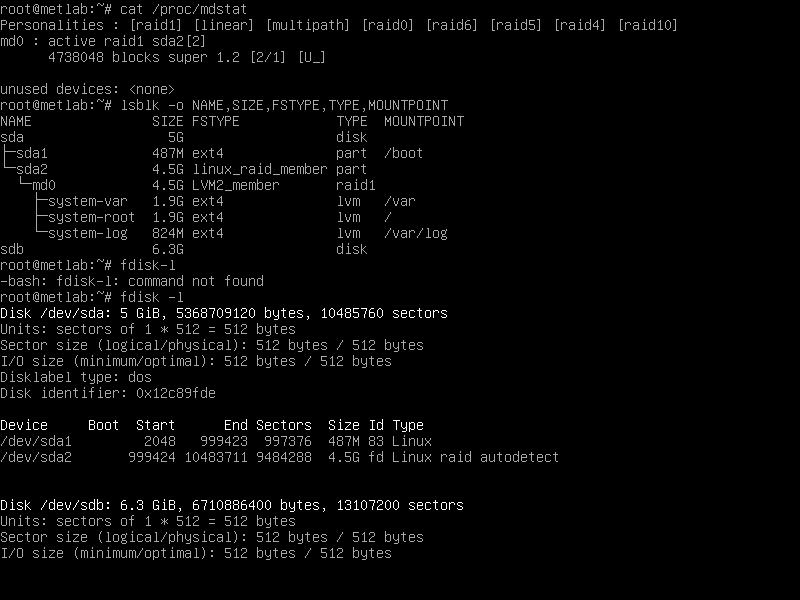 root@metlab:~# cat /proc/mdstat
Personalities : [raid1] [linear] [multipath] [raid0] [raid6] [raid5] [raid4] [raid10]
md0 : active raid1 sda2[2]
      4738048 blocks super 1.2 [2/1] [U_]
unused devices: <none>
root@metlab:~# lsblk -o NAME,SIZE,FSTYPE,TYPE,MOUNTPOINT
NAME               SIZE FSTYPE            TYPE  MOUNTPOINT
sda                  5G                   disk
├─sda1             487M ext4              part  /boot
└─sda2             4.5G linux_raid_member part
  └─md0            4.5G LVM2_member       raid1
    ├─system-var   1.9G ext4              lvm   /var
    ├─system-root  1.9G ext4              lvm   /
    └─system-log   824M ext4              lvm   /var/log
sdb                6.3G                   disk
root@metlab:~# fdisk-l
-bash: fdisk-l: command not found
root@metlab:~# fdisk -l
Disk /dev/sda: 5 GiB, 5368709120 bytes, 10485760 sectors
Units: sectors of 1 * 512 = 512 bytes
Sector size (logical/physical): 512 bytes / 512 bytes
I/O size (minimum/optimal): 512 bytes / 512 bytes
Disklabel type: dos
Disk identifier: 0x12c89fde
Device     Boot  Start      End Sectors  Size Id Type
/dev/sda1         2048   999423  997376  487M 83 Linux
/dev/sda2       999424 10483711 9484288  4.5G fd Linux raid autodetect
Disk /dev/sdb: 6.3 GiB, 6710886400 bytes, 13107200 sectors
Units: sectors of 1 * 512 = 512 bytes
Sector size (logical/physical): 512 bytes / 512 bytes
I/O size (minimum/optimal): 512 bytes / 512 bytes